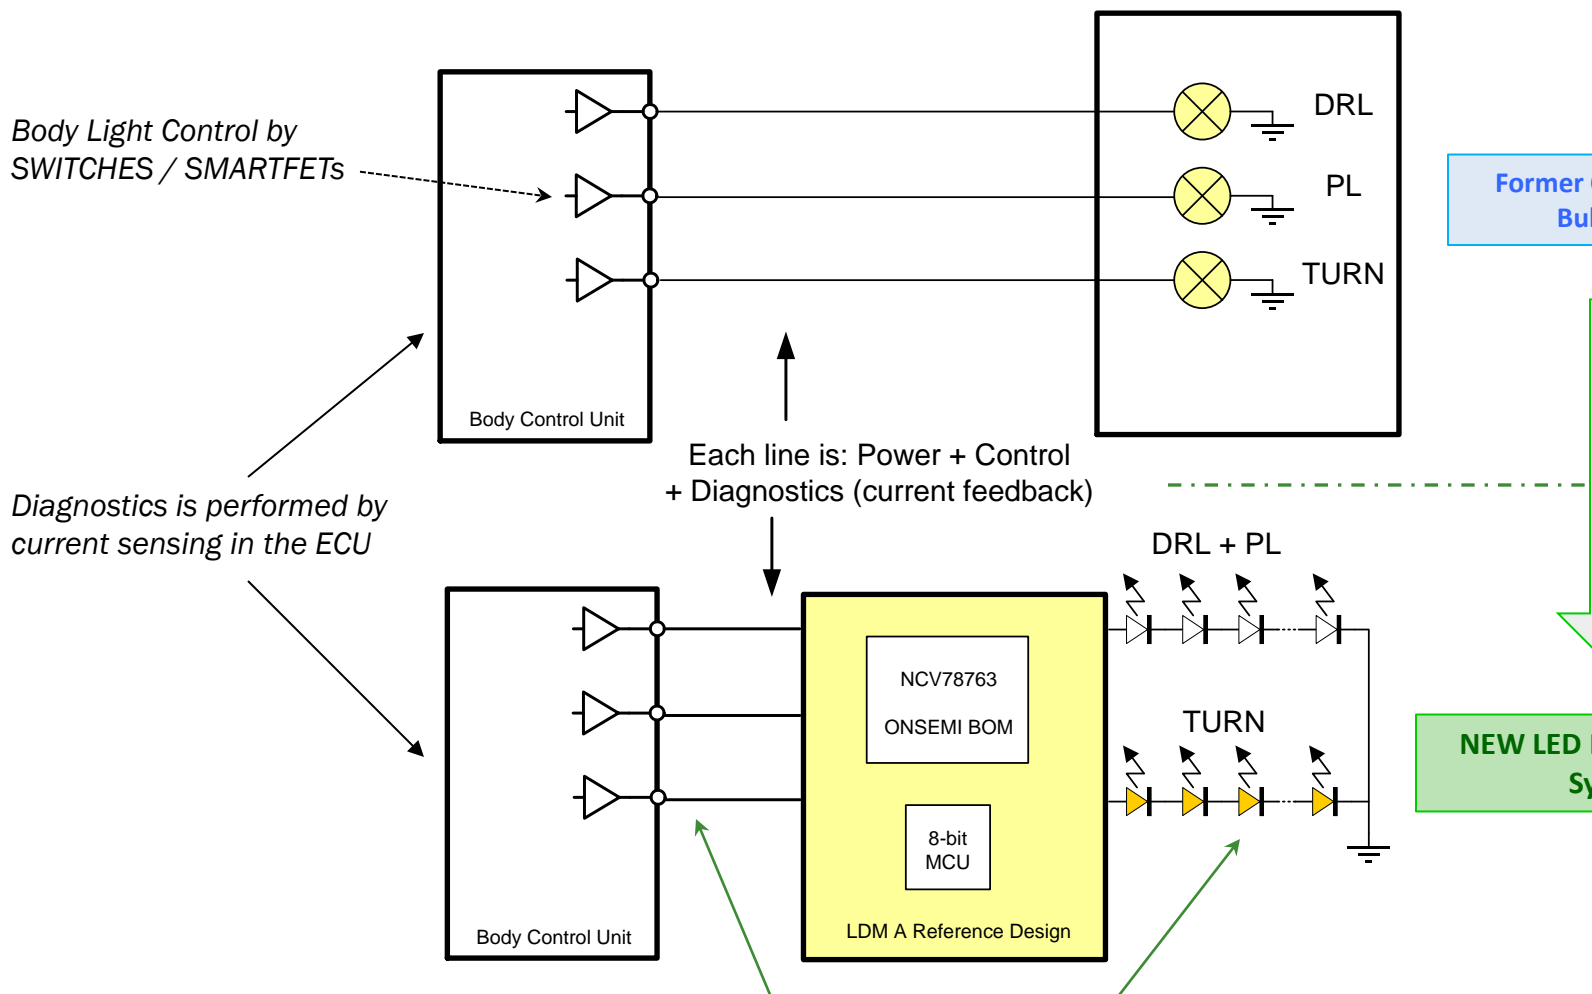 DRL
Body Light Control by
SWITCHES / SMARTFETs
PL
Former
TURN
Body Control Unit
Each line is: Power + Control
+ Diagnostics (current feedback)
Diagnostics is performed by
current sensing in the ECU
DRL + PL
NCV78763
ONSEMI BOM
TURN
NEW LED
8-bit
MCU
LDM A Reference Design
Body Control Unit